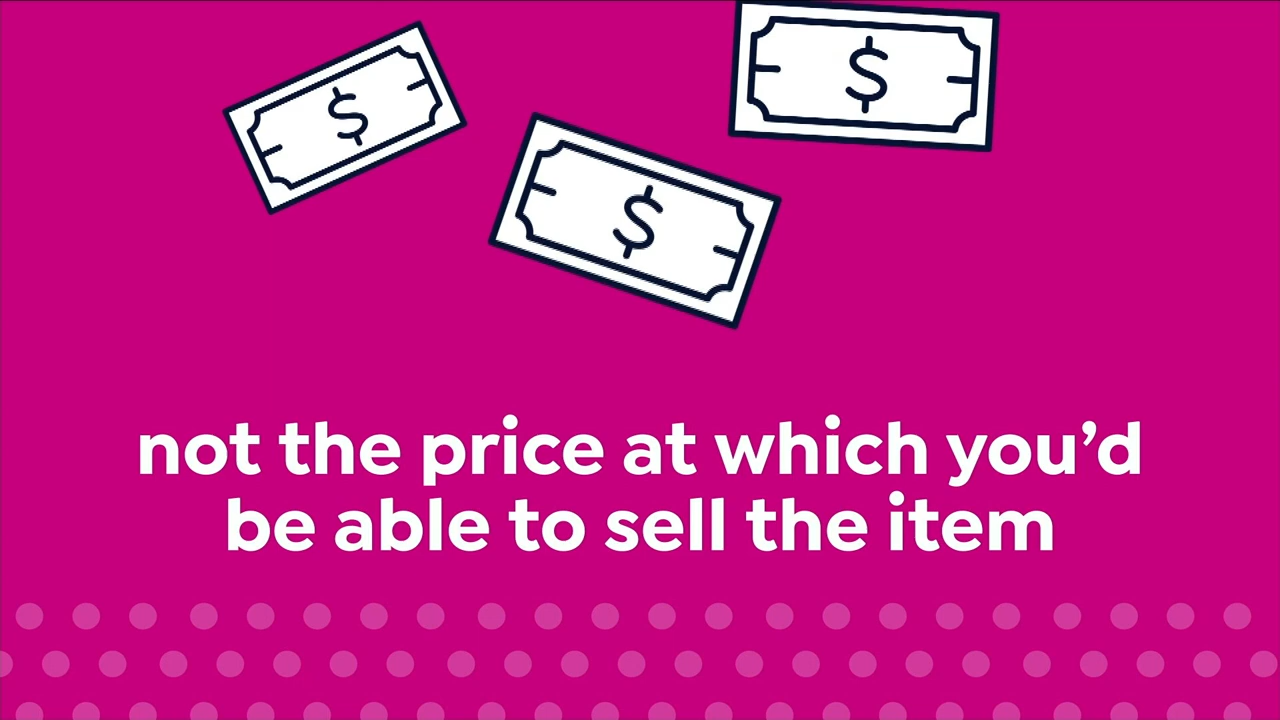 $
$
$
not the price at which you’d
be able to sell the item